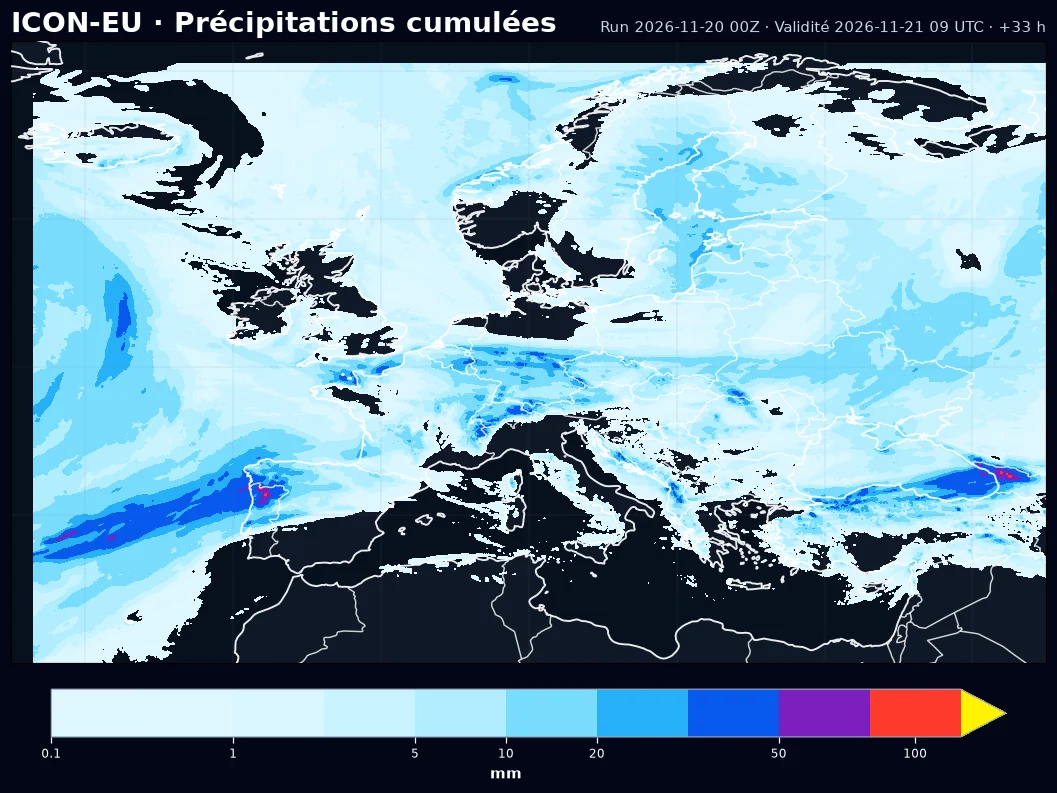 ICON-EU · Précipitations cumulées
Run 2026-11-20 00Z · Validité 2026-11-21 09 UTC · +33 h
0.1 1 5 10 20 50 100
mm